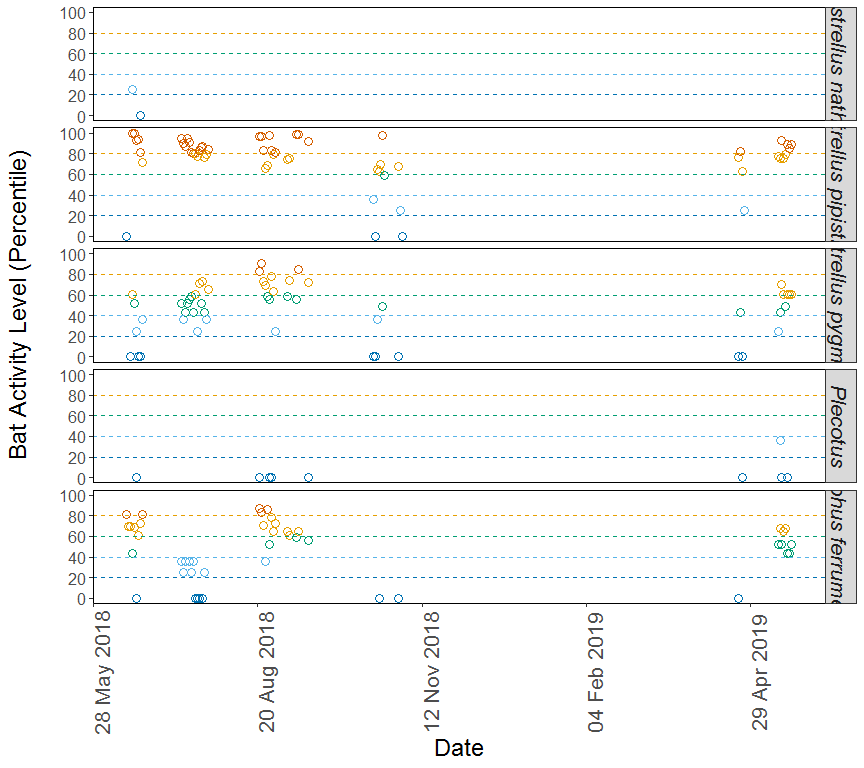 Bat Activity Level (Percentile)
100
80
60
40
20
0
strellus nath
100
80
60
40
20
0
rellus pipist
100
80
60
40
20
0
trellus pygm
100
80
60
40
20
0
Plecotus
100
80
60
40
20
0
phus ferrume
28 May 2018
20 Aug 2018
12 Nov 2018
04 Feb 2019
29 Apr 2019
Date